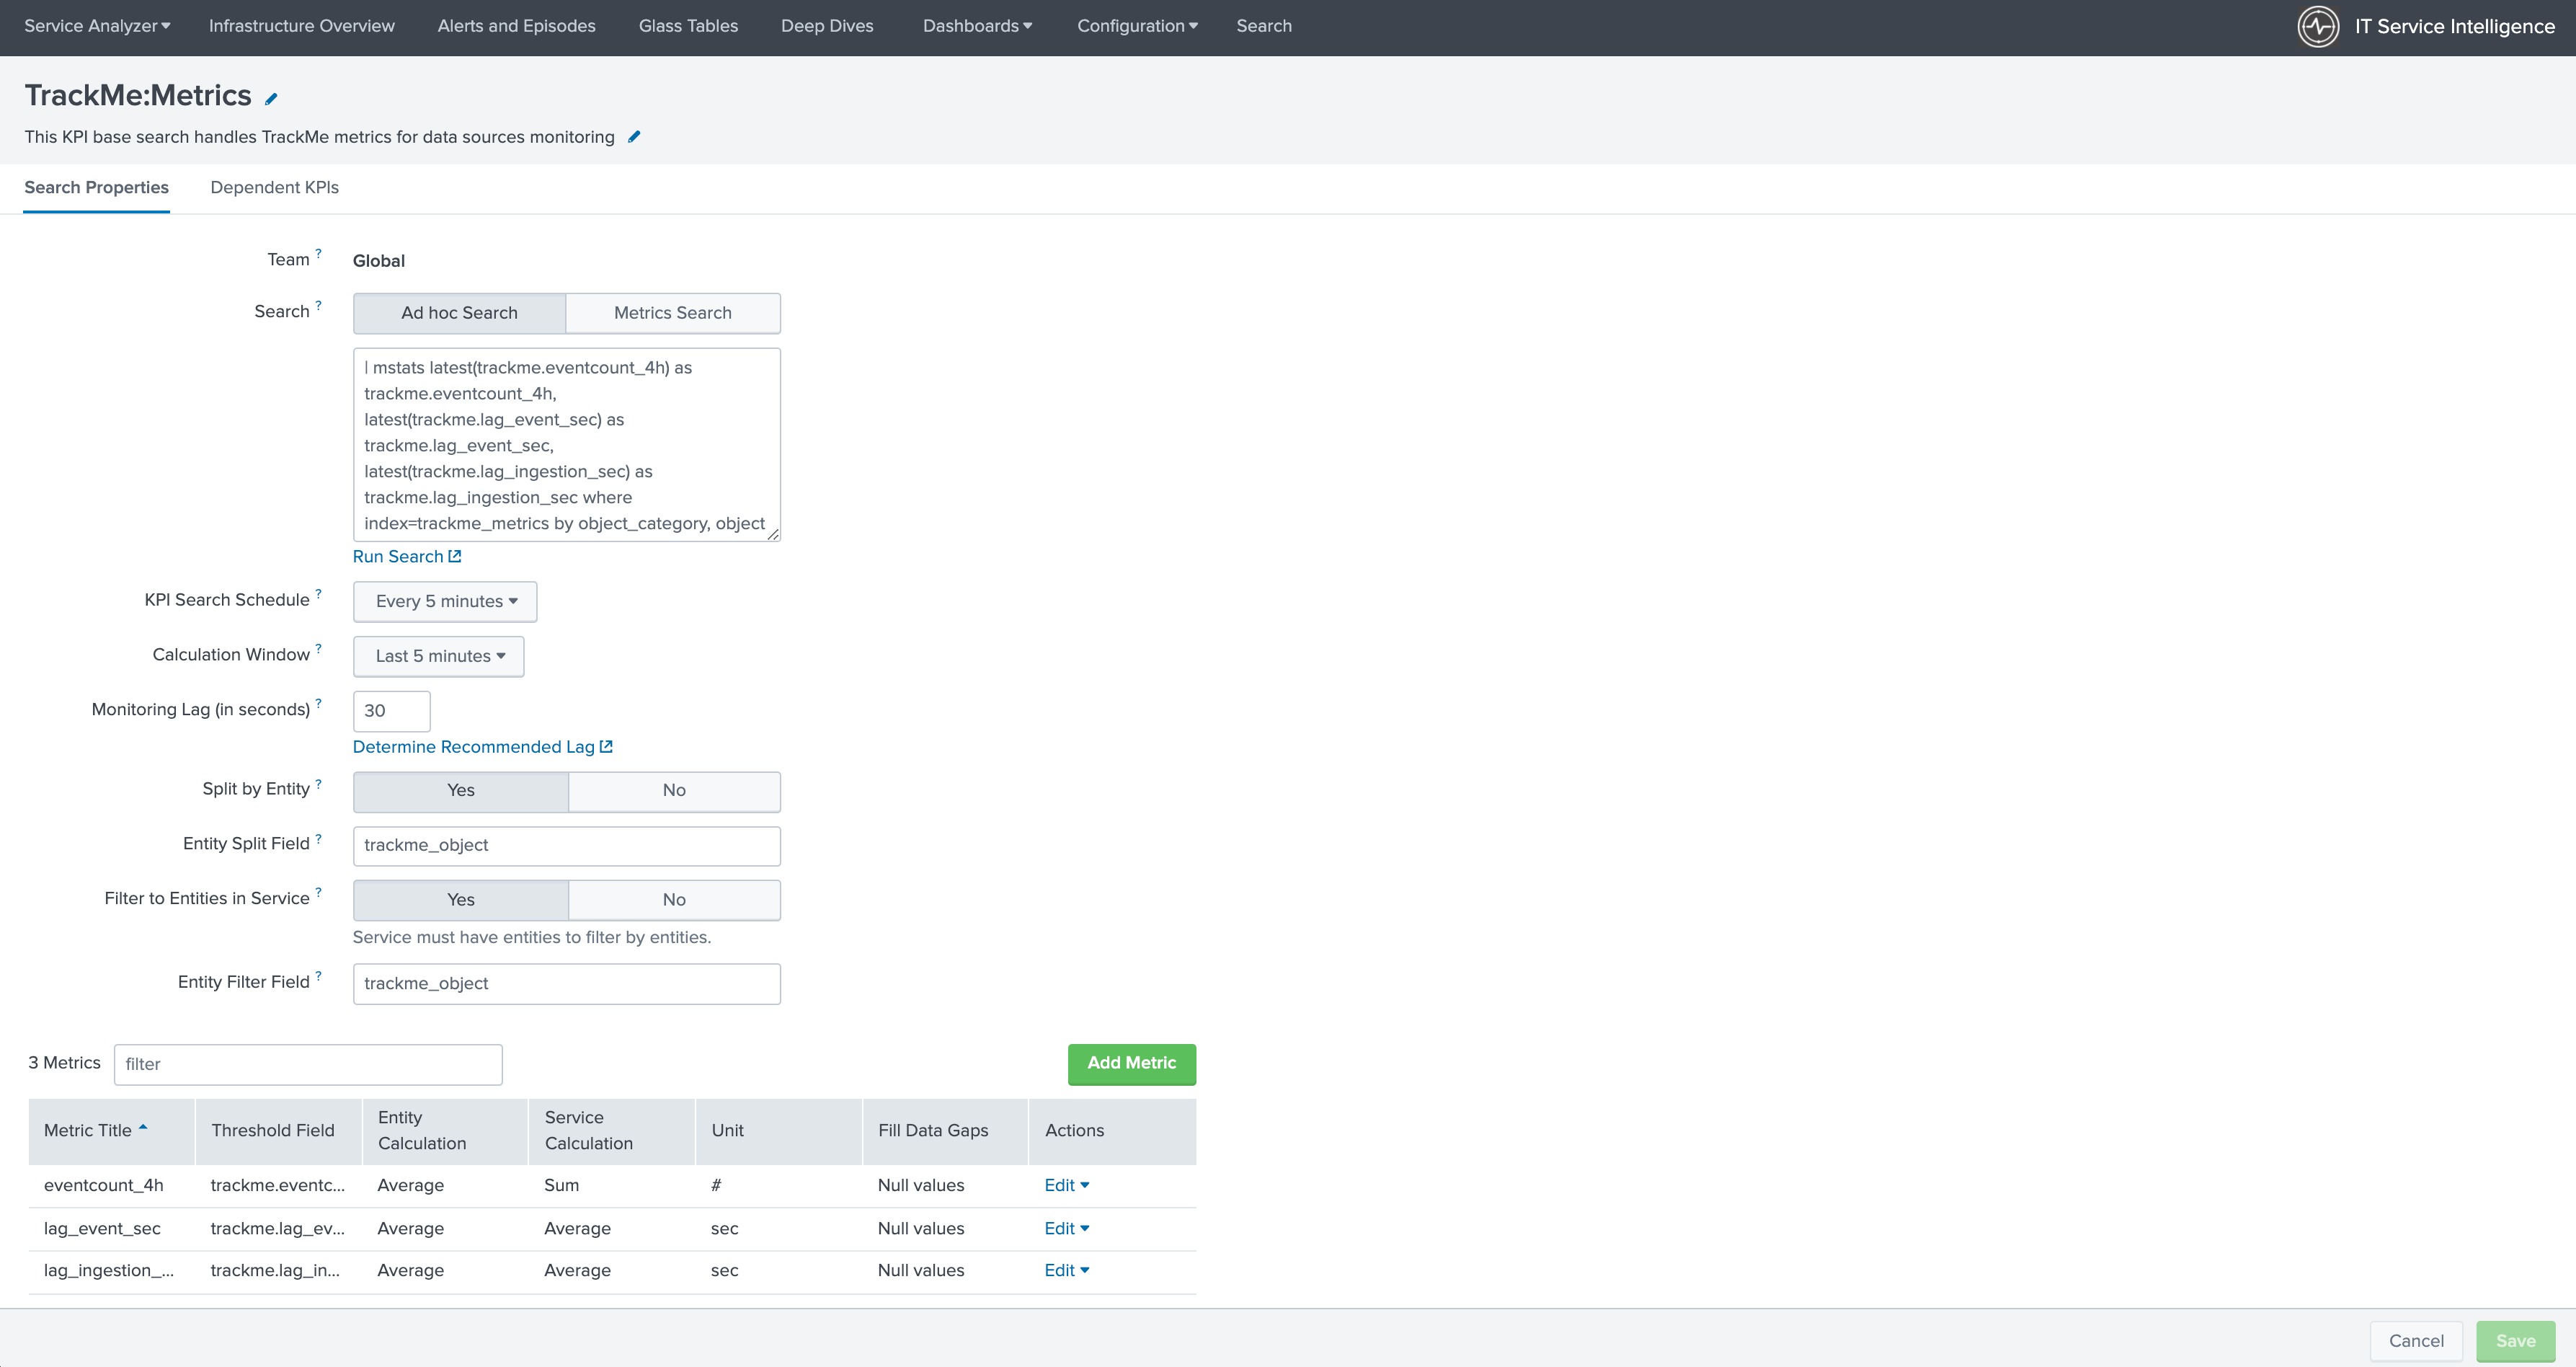 Service Analyzer Infrastructure Overview Alerts and Episodes Glass Tables Deep Dives Dashboards Configuration Search IT Service Intelligence
TrackMe:Metrics
This KPI base search handles TrackMe metrics for data sources monitoring
Search Properties Dependent KPIs
Team ? Global
Search ? Ad hoc Search Metrics Search
| mstats latest(trackme.eventcount_4h) as
trackme.eventcount_4h,
latest(trackme.lag_event_sec) as
trackme.lag_event_sec,
latest(trackme.lag_ingestion_sec) as
trackme.lag_ingestion_sec where
index=trackme_metrics by object_category, object
Run Search
KPI Search Schedule ? Every 5 minutes
Calculation Window ? Last 5 minutes
Monitoring Lag (in seconds) ? 30
Determine Recommended Lag
Split by Entity ? Yes No
Entity Split Field ? trackme_object
Filter to Entities in Service ? Yes No
Service must have entities to filter by entities.
Entity Filter Field ? trackme_object
3 Metrics filter Add Metric
Metric Title Threshold Field Entity Calculation Service Calculation Unit Fill Data Gaps Actions
eventcount_4h trackme.eventc... Average Sum # Null values Edit
lag_event_sec trackme.lag_ev... Average Average sec Null values Edit
lag_ingestion_... trackme.lag_in... Average Average sec Null values Edit
Cancel Save